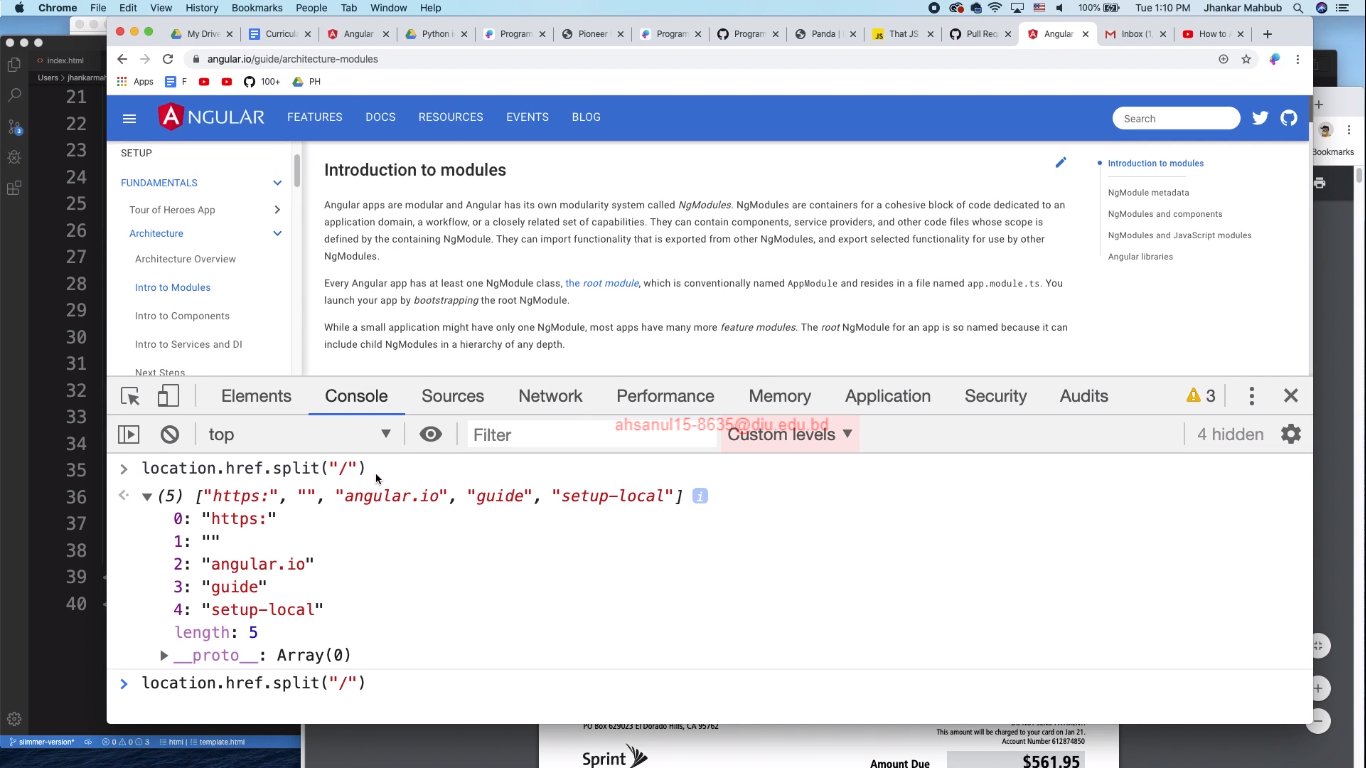 Chrome File Edit View History Bookmarks People Tab Window Help 100% Tue 1:10 PM Jhankar Mahbub
My Drive Curricul Angular Python i Program Pioneer Program Program Panda | That JS Pull Req Angular Inbox (1, How to
angular.io/guide/architecture-modules
Apps F 100+ PH
index.html
Users > jhankarmah
Bookmarks
ANGULAR FEATURES DOCS RESOURCES EVENTS BLOG Search
SETUP
FUNDAMENTALS
Tour of Heroes App
Architecture
Architecture Overview
Intro to Modules
Intro to Components
Intro to Services and DI
Next Steps
Introduction to modules
Angular apps are modular and Angular has its own modularity system called NgModules. NgModules are containers for a cohesive block of code dedicated to an
application domain, a workflow, or a closely related set of capabilities. They can contain components, service providers, and other code files whose scope is
defined by the containing NgModule. They can import functionality that is exported from other NgModules, and export selected functionality for use by other
NgModules.
Every Angular app has at least one NgModule class, the root module, which is conventionally named AppModule and resides in a file named app.module.ts. You
launch your app by bootstrapping the root NgModule.
While a small application might have only one NgModule, most apps have many more feature modules. The root NgModule for an app is so named because it can
include child NgModules in a hierarchy of any depth.
Introduction to modules
NgModule metadata
NgModules and components
NgModules and JavaScript modules
Angular libraries
21
22
23
24
25
26
27
28
29
30
31
32
33
34
35
36
37
38
39
40
Elements Console Sources Network Performance Memory Application Security Audits 3
ahsanul15-8635@diu.edu.bd
top Filter Custom levels 4 hidden
location.href.split("/")
(5) ["https:", "", "angular.io", "guide", "setup-local"]
0: "https:"
1: ""
2: "angular.io"
3: "guide"
4: "setup-local"
length: 5
__proto__: Array(0)
location.href.split("/")
slimmer-version* 0 0 3 html | template.html
PO Box 629023 El Dorado Hills, CA 95762
This amount will be charged to your card on Jan 21.
Account Number 612874850
Sprint
Amount Due $561.95